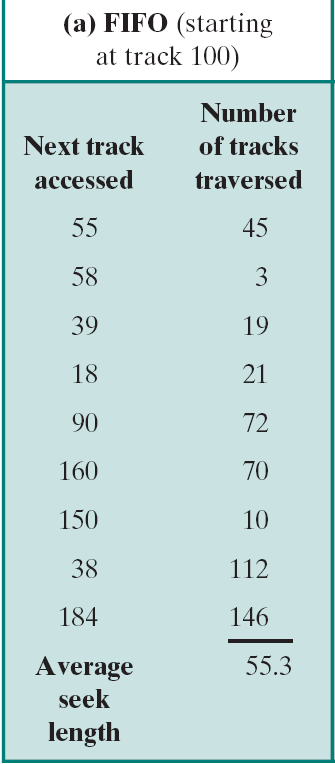 (a) FIFO (starting
at track 100)
Number
Next track of tracks
accessed traversed
55 45
58 3
39 19
18 21
90 72
160 70
150 10
38 112
184 146
Average 55.3
seek
length